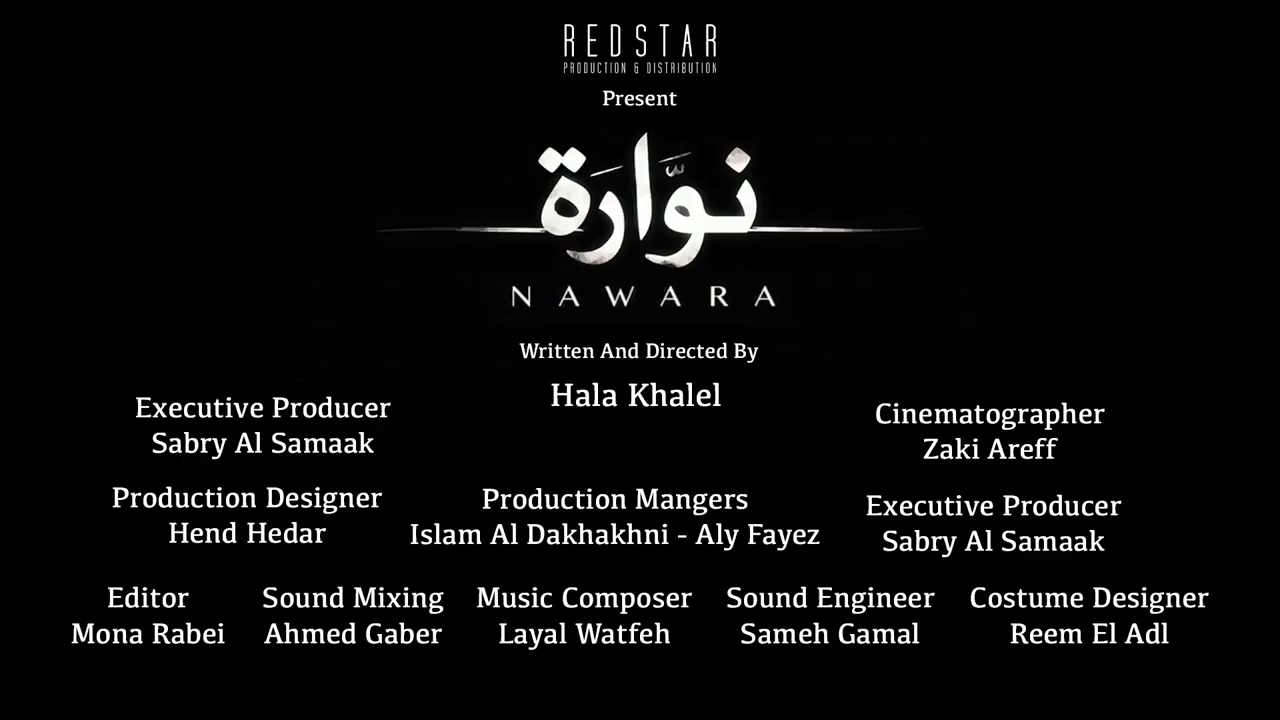 REDSTAR
PRODUCTION & DISTRIBUTION
Present
نوَّارَة
NAWARA
Written And Directed By
Hala Khalel
Executive Producer
Sabry Al Samaak
Cinematographer
Zaki Areff
Production Designer
Hend Hedar
Production Mangers
Islam Al Dakhakhni - Aly Fayez
Executive Producer
Sabry Al Samaak
Editor
Mona Rabei
Sound Mixing
Ahmed Gaber
Music Composer
Layal Watfeh
Sound Engineer
Sameh Gamal
Costume Designer
Reem El Adl